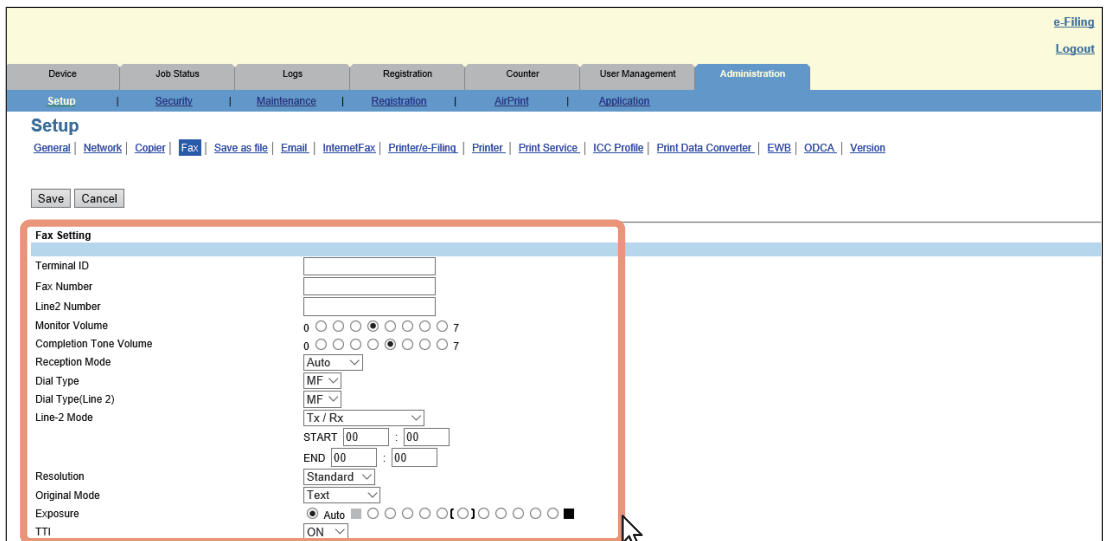 e-Filing
Logout
Device Job Status Logs Registration Counter User Management Administration
Setup | Security | Maintenance | Registration | AirPrint | Application
Setup
General | Network | Copier | Fax | Save as file | Email | InternetFax | Printer/e-Filing | Printer | Print Service | ICC Profile | Print Data Converter | EWB | ODCA | Version
Save Cancel
Fax Setting
Terminal ID
Fax Number
Line2 Number
Monitor Volume 0 7
Completion Tone Volume 0 7
Reception Mode Auto
Dial Type MF
Dial Type(Line 2) MF
Line-2 Mode Tx / Rx
START 00 : 00
END 00 : 00
Resolution Standard
Original Mode Text
Exposure Auto [ ]
TTI ON